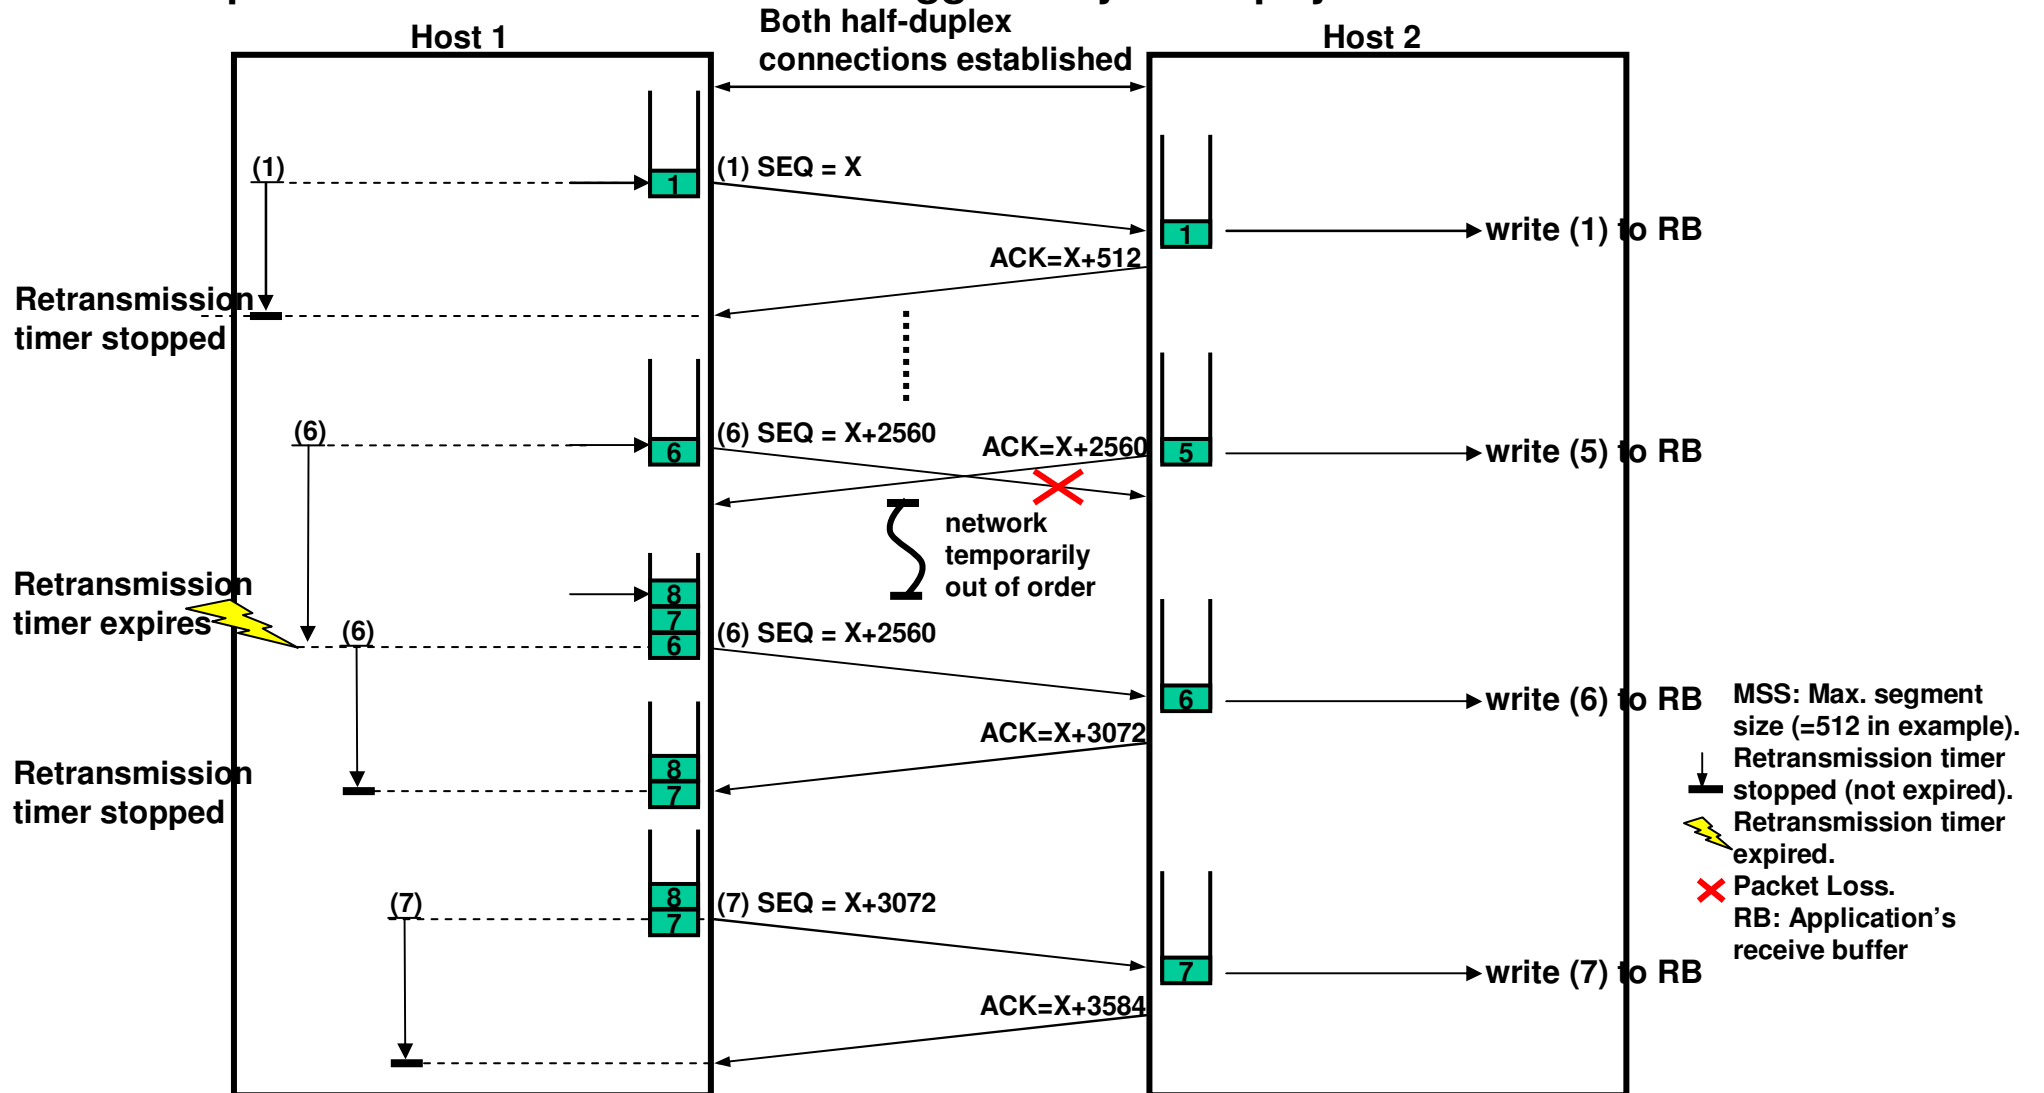 Both half-duplex
connections established
Host 1
Host 2
(1)
1
(1) SEQ = X
1
write (1) to RB
ACK=X+512
Retransmission
timer stopped
(6)
6
(6) SEQ = X+2560
ACK=X+2560
5
write (5) to RB
network
temporarily
out of order
Retransmission
timer expires
(6)
8
7
6
(6) SEQ = X+2560
6
write (6) to RB
ACK=X+3072
Retransmission
timer stopped
8
7
(7)
8
7
(7) SEQ = X+3072
7
write (7) to RB
ACK=X+3584
MSS: Max. segment
size (=512 in example).
Retransmission timer
stopped (not expired).
Retransmission timer
expired.
Packet Loss.
RB: Application’s
receive buffer